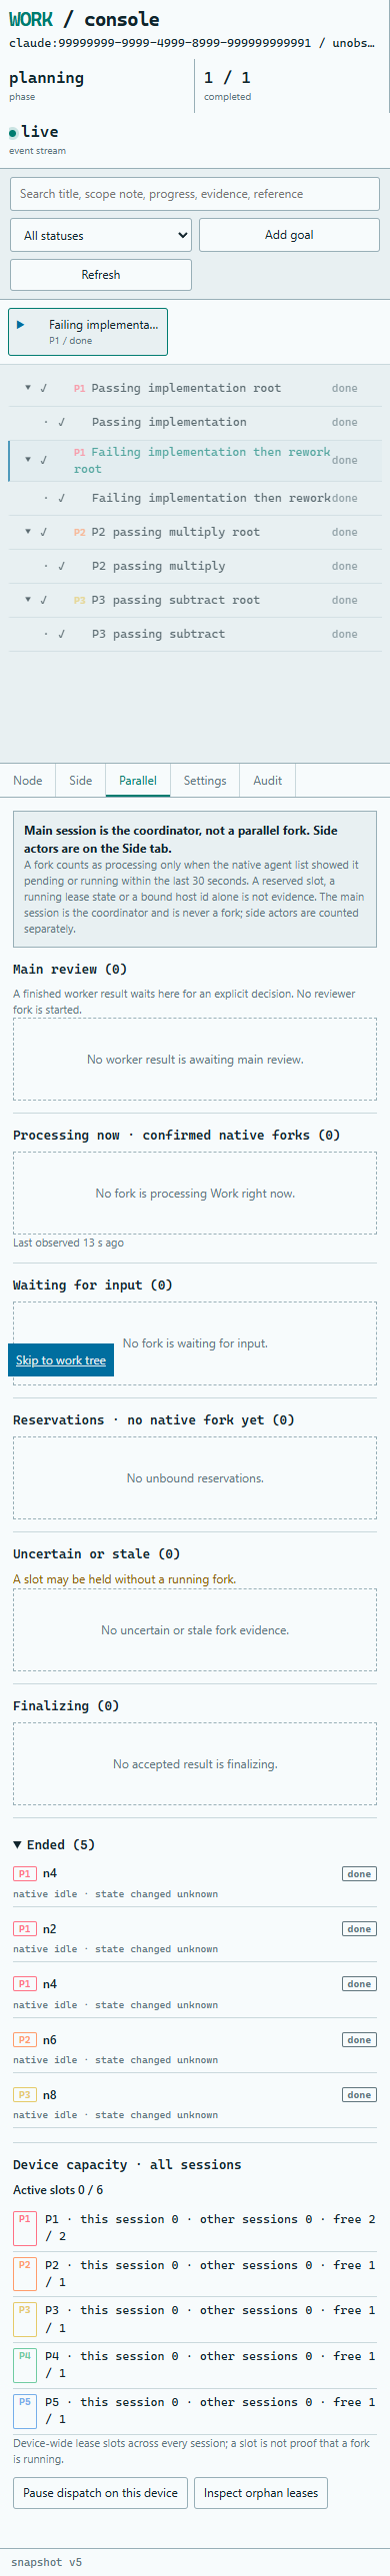 WORK / console
claude:99999999-9999-4999-8999-999999999991 / unobs…
planning
phase
1 / 1
completed
live
event stream
Search title, scope note, progress, evidence, reference
All statuses
Add goal
Refresh
Failing implementa...
P1 / done
P1 Passing implementation root done
Passing implementation done
P1 Failing implementation then rework root done
Failing implementation then rework done
P2 P2 passing multiply root done
P2 passing multiply done
P3 P3 passing subtract root done
P3 passing subtract done
Node
Side
Parallel
Settings
Audit
Main session is the coordinator, not a parallel fork. Side
actors are on the Side tab.
A fork counts as processing only when the native agent list showed it
pending or running within the last 30 seconds. A reserved slot, a
running lease state or a bound host id alone is not evidence. The main
session is the coordinator and is never a fork; side actors are counted
separately.
Main review (0)
A finished worker result waits here for an explicit decision. No reviewer
fork is started.
No worker result is awaiting main review.
Processing now · confirmed native forks (0)
No fork is processing Work right now.
Last observed 13 s ago
Waiting for input (0)
No fork is waiting for input.
Skip to work tree
Reservations · no native fork yet (0)
No unbound reservations.
Uncertain or stale (0)
A slot may be held without a running fork.
No uncertain or stale fork evidence.
Finalizing (0)
No accepted result is finalizing.
Ended (5)
P1 n4 done
native idle · state changed unknown
P1 n2 done
native idle · state changed unknown
P1 n4 done
native idle · state changed unknown
P2 n6 done
native idle · state changed unknown
P3 n8 done
native idle · state changed unknown
Device capacity · all sessions
Active slots 0 / 6
P1 P1 · this session 0 · other sessions 0 · free 2
/ 2
P2 P2 · this session 0 · other sessions 0 · free 1
/ 1
P3 P3 · this session 0 · other sessions 0 · free 1
/ 1
P4 P4 · this session 0 · other sessions 0 · free 1
/ 1
P5 P5 · this session 0 · other sessions 0 · free 1
/ 1
Device-wide lease slots across every session; a slot is not proof that a fork
is running.
Pause dispatch on this device
Inspect orphan leases
snapshot v5